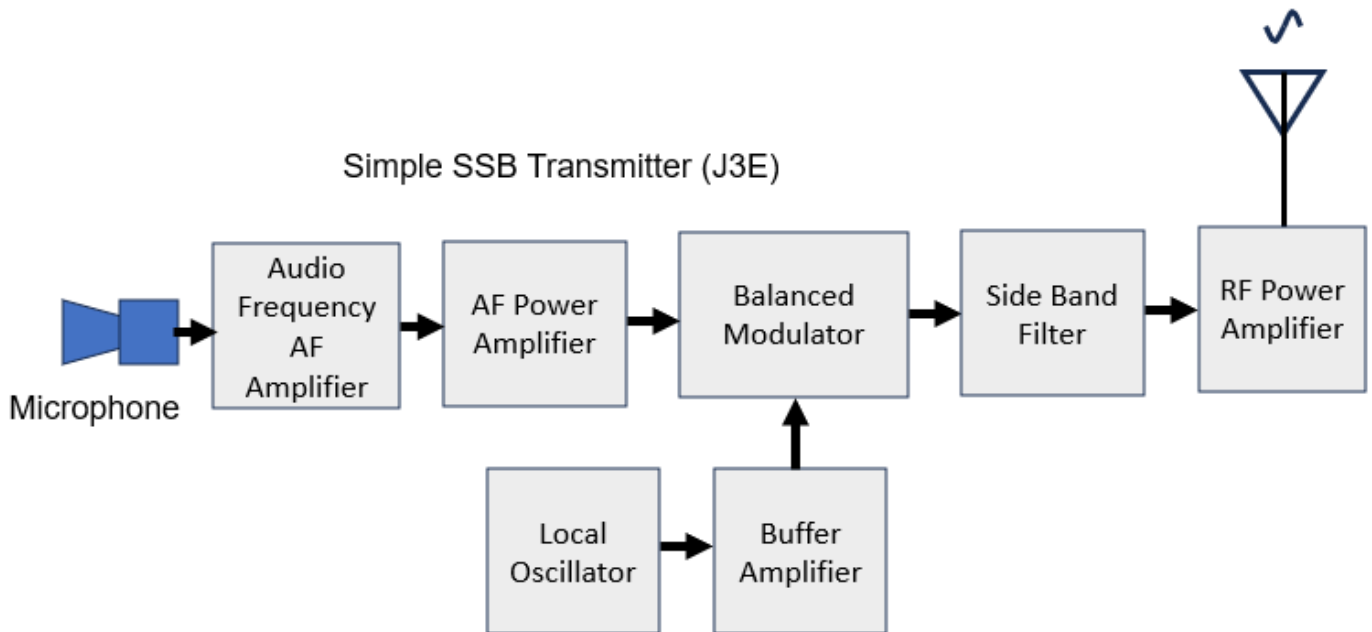 Simple SSB Transmitter (J3E)
Microphone
Audio
Frequency
AF
Amplifier
AF Power
Amplifier
Balanced
Modulator
Side Band
Filter
RF Power
Amplifier
Local
Oscillator
Buffer
Amplifier